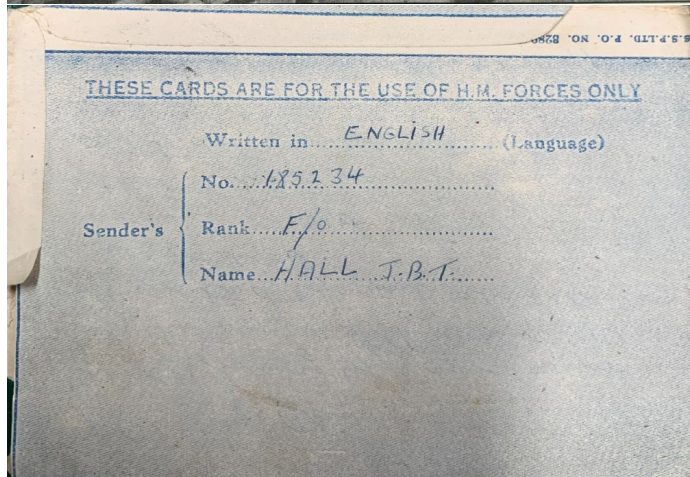 S.S.P.LTD. P.O. NO. 8280
THESE CARDS ARE FOR THE USE OF H.M. FORCES ONLY
Written in.....ENGLISH.....(Language)
Sender's
No.....185234.....
Rank.....F/O.....
Name.....HALL J.B.T.....